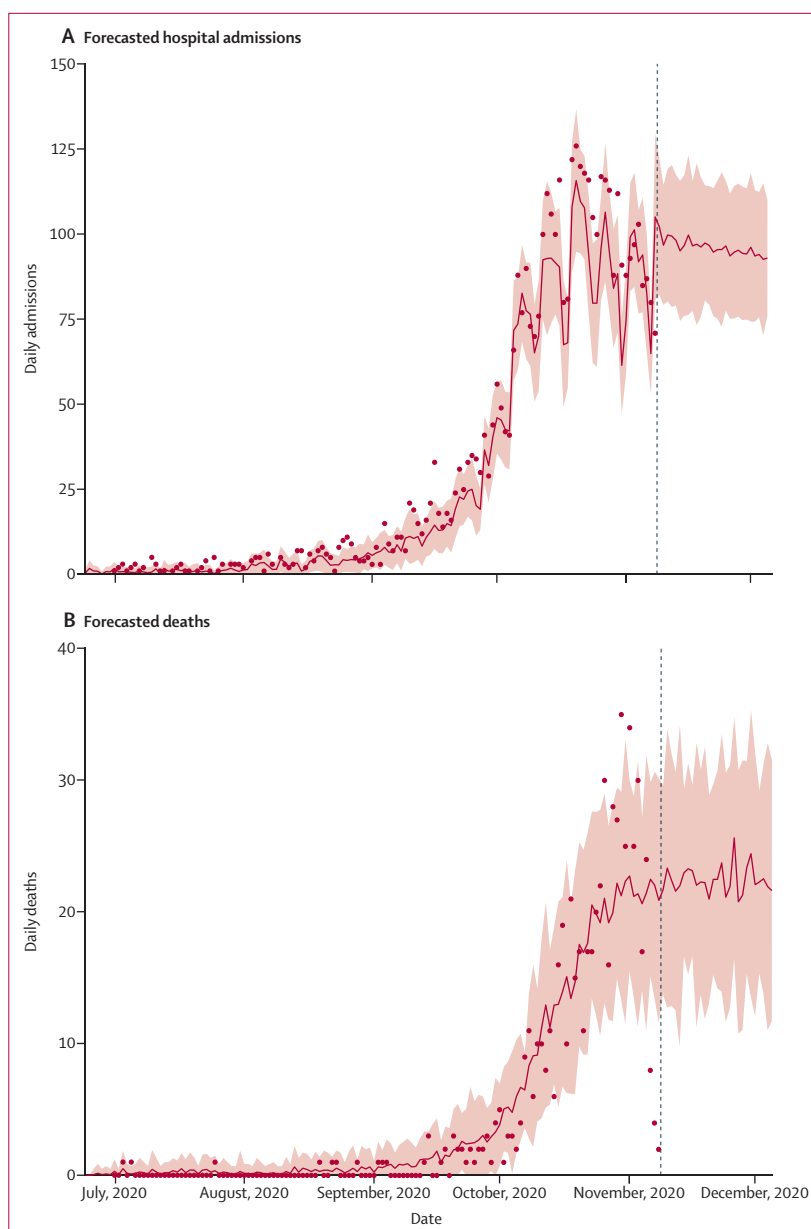 A Forecasted hospital admissions
150
125
100
75
50
25
0
Daily admissions
B Forecasted deaths
40
30
20
10
0
Daily deaths
July, 2020 August, 2020 September, 2020 October, 2020 November, 2020 December, 2020
Date